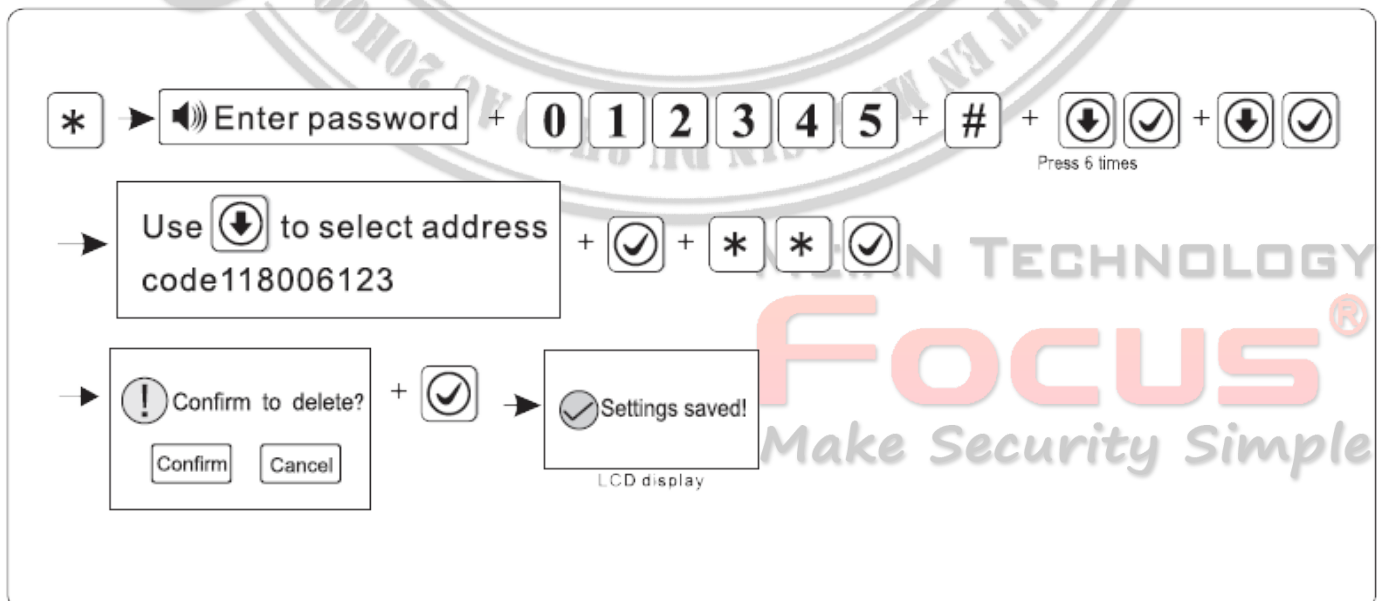 * Enter password + 0 1 2 3 4 5 + # + +
Press 6 times
Use to select address
code118006123
+ + * *
MEIAN TECHNOLOGY
FOCUS®
Make Security Simple
! Confirm to delete?
Confirm Cancel
+
Settings saved!
LCD display